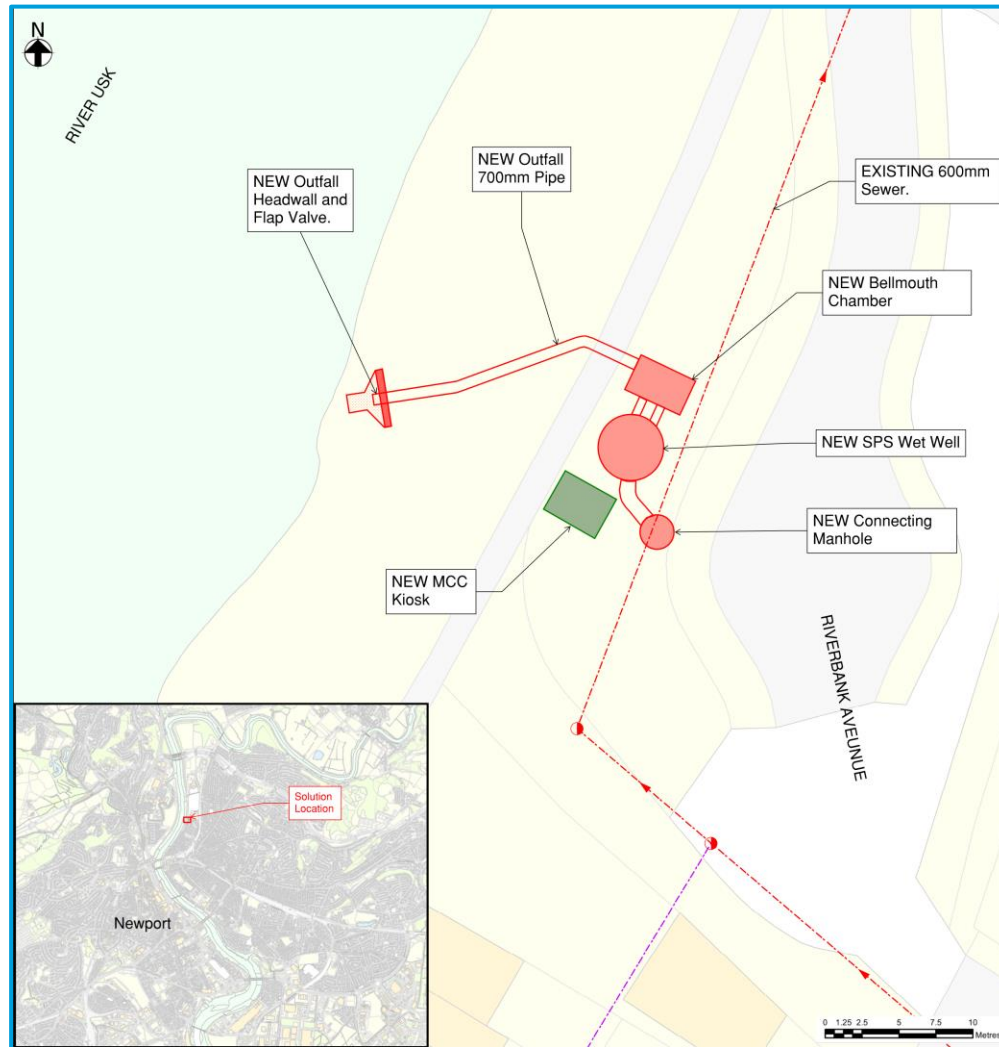 N
RIVER USK
NEW Outfall
Headwall and
Flap Valve.
NEW Outfall
700mm Pipe
EXISTING 600mm
Sewer.
NEW Bellmouth
Chamber
NEW SPS Wet Well
NEW Connecting
Manhole
NEW MCC
Kiosk
RIVERBANK AVEUNUE
Solution
Location
Newport
0 1.25 2.5 5 7.5 10
Metres